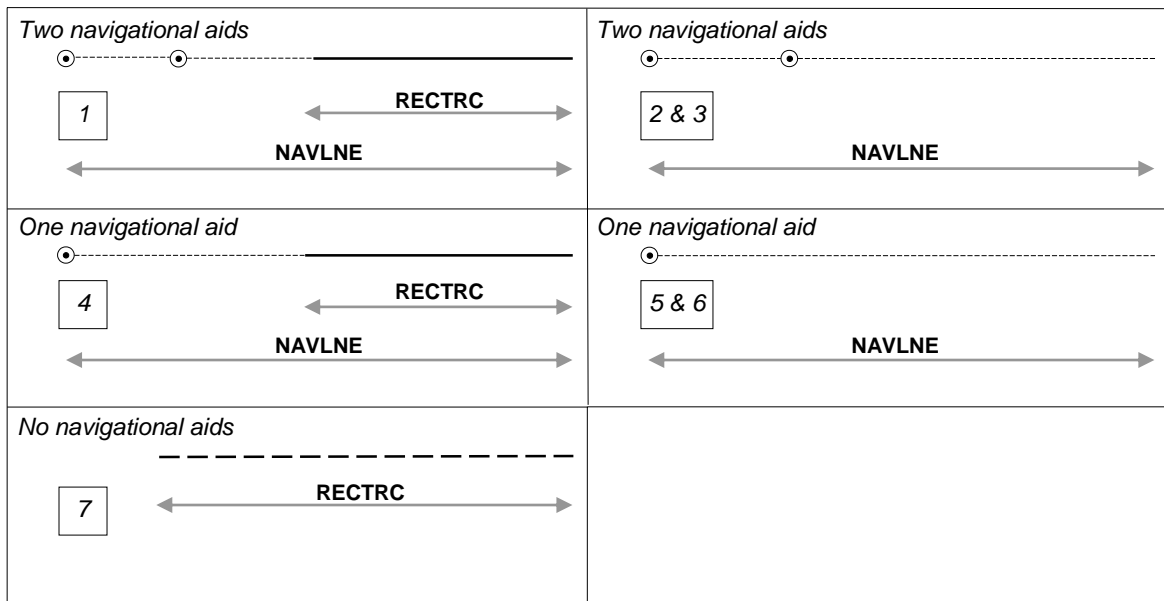 Two navigational aids
1
RECTRC
NAVLNE
Two navigational aids
2 & 3
NAVLNE
One navigational aid
4
RECTRC
NAVLNE
One navigational aid
5 & 6
NAVLNE
No navigational aids
7
RECTRC